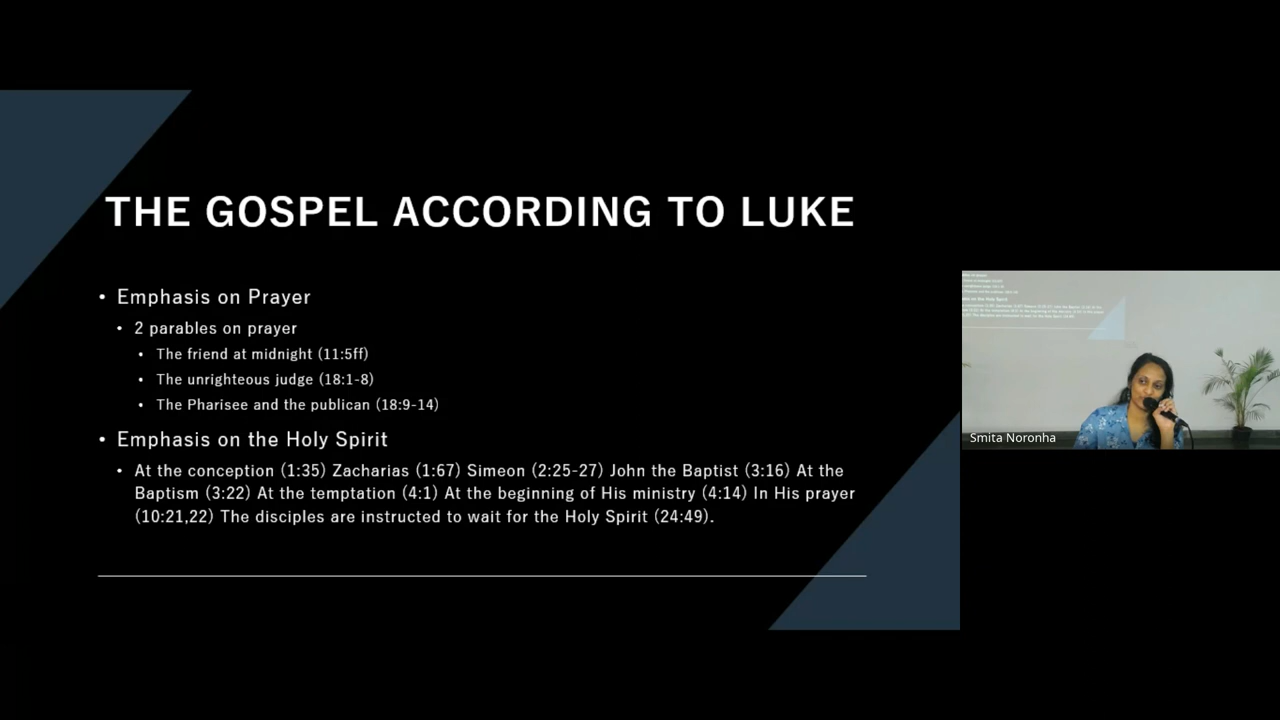 THE GOSPEL ACCORDING TO LUKE
• Emphasis on Prayer
• 2 parables on prayer
• The friend at midnight (11:5ff)
• The unrighteous judge (18:1-8)
• The Pharisee and the publican (18:9-14)
• Emphasis on the Holy Spirit
• At the conception (1:35) Zacharias (1:67) Simeon (2:25-27) John the Baptist (3:16) At the
Baptism (3:22) At the temptation (4:1) At the beginning of His ministry (4:14) In His prayer
(10:21,22) The disciples are instructed to wait for the Holy Spirit (24:49).
Smita Noronha